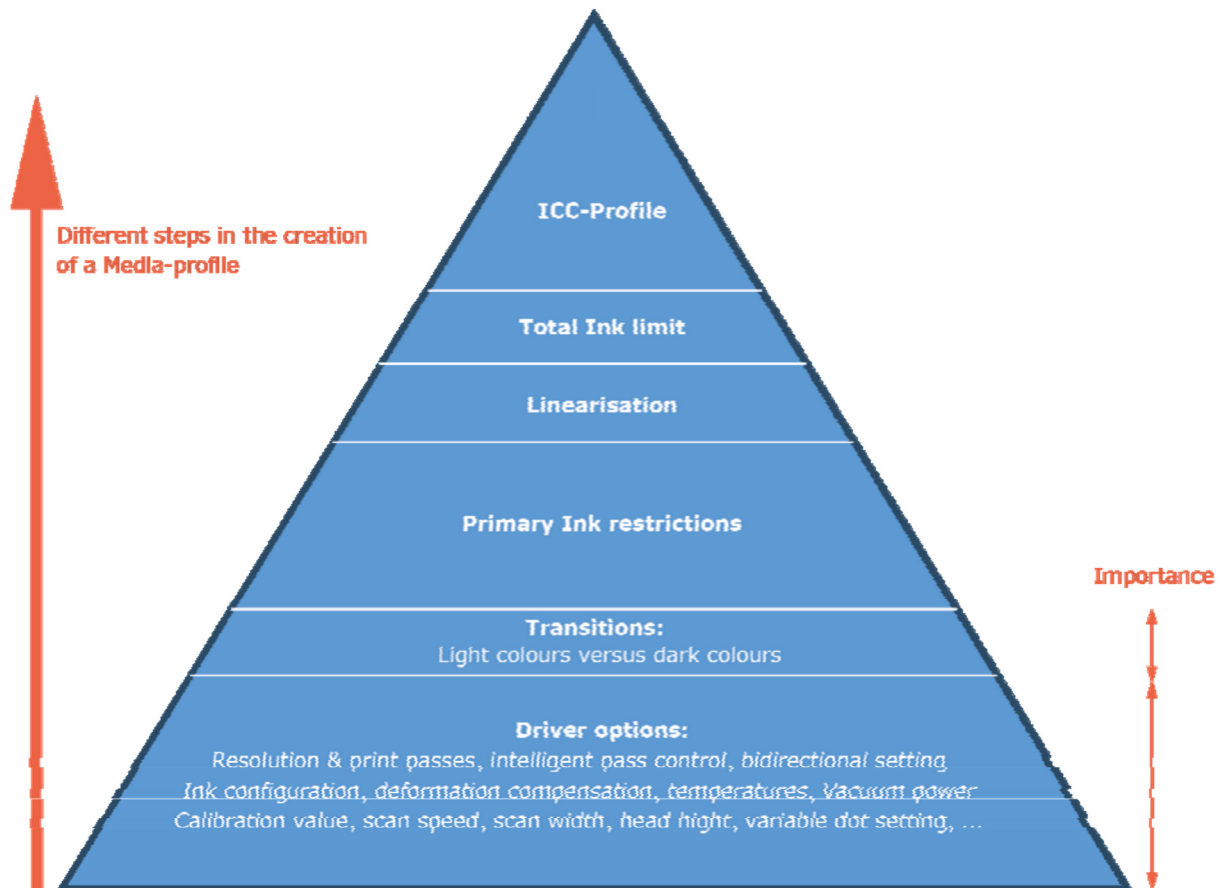 ICC-Profile
Different steps in the creation
of a Media-profile
Total Ink limit
Linearisation
Primary Ink restrictions
Importance
Transitions:
Light colours versus dark colours
Driver options:
Resolution & print passes, intelligent pass control, bidirectional setting
Ink configuration, deformation compensation, temperatures, Vacuum power
Calibration value, scan speed, scan width, head hight, variable dot setting, ...